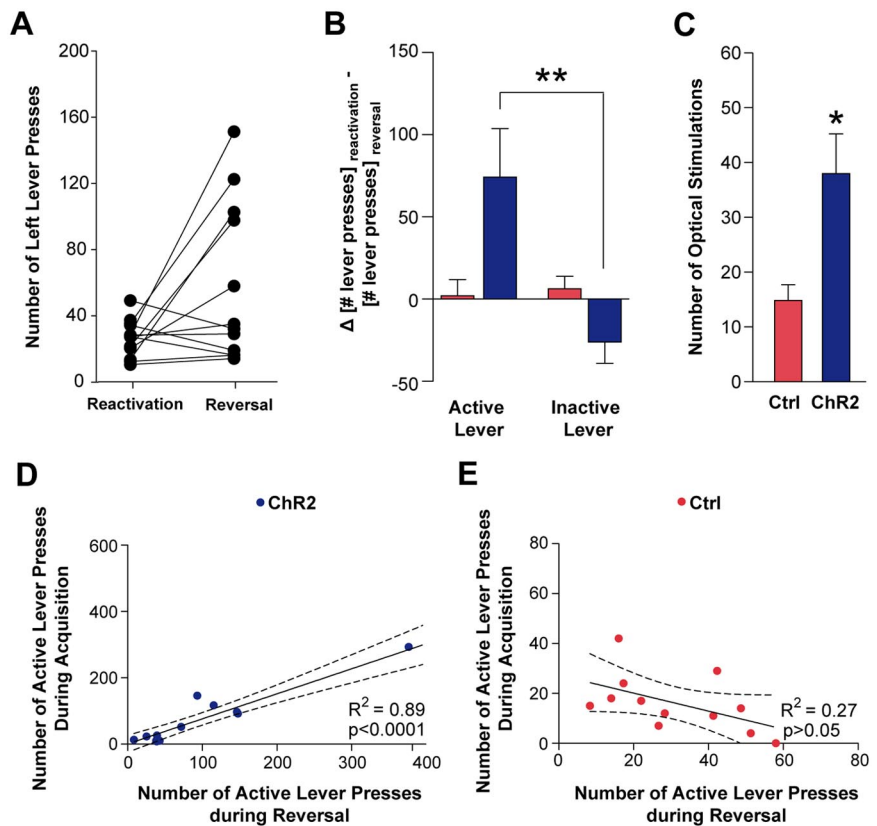 A
Number of Left Lever Presses
200
160
120
80
40
0
Reactivation Reversal
B
Δ [# lever presses] reactivation -
[# lever presses] reversal
150
100
50
0
-50
**
Active
Lever
Inactive
Lever
C
Number of Optical Stimulations
60
50
40
30
20
10
0
*
Ctrl ChR2
D
ChR2
Number of Active Lever Presses
During Acquisition
600
400
200
0
R² = 0.89
p<0.0001
0 100 200 300 400
Number of Active Lever Presses
during Reversal
E
Ctrl
Number of Active Lever Presses
During Acquisition
80
60
40
20
0
R² = 0.27
p>0.05
0 20 40 60 80
Number of Active Lever Presses
during Reversal